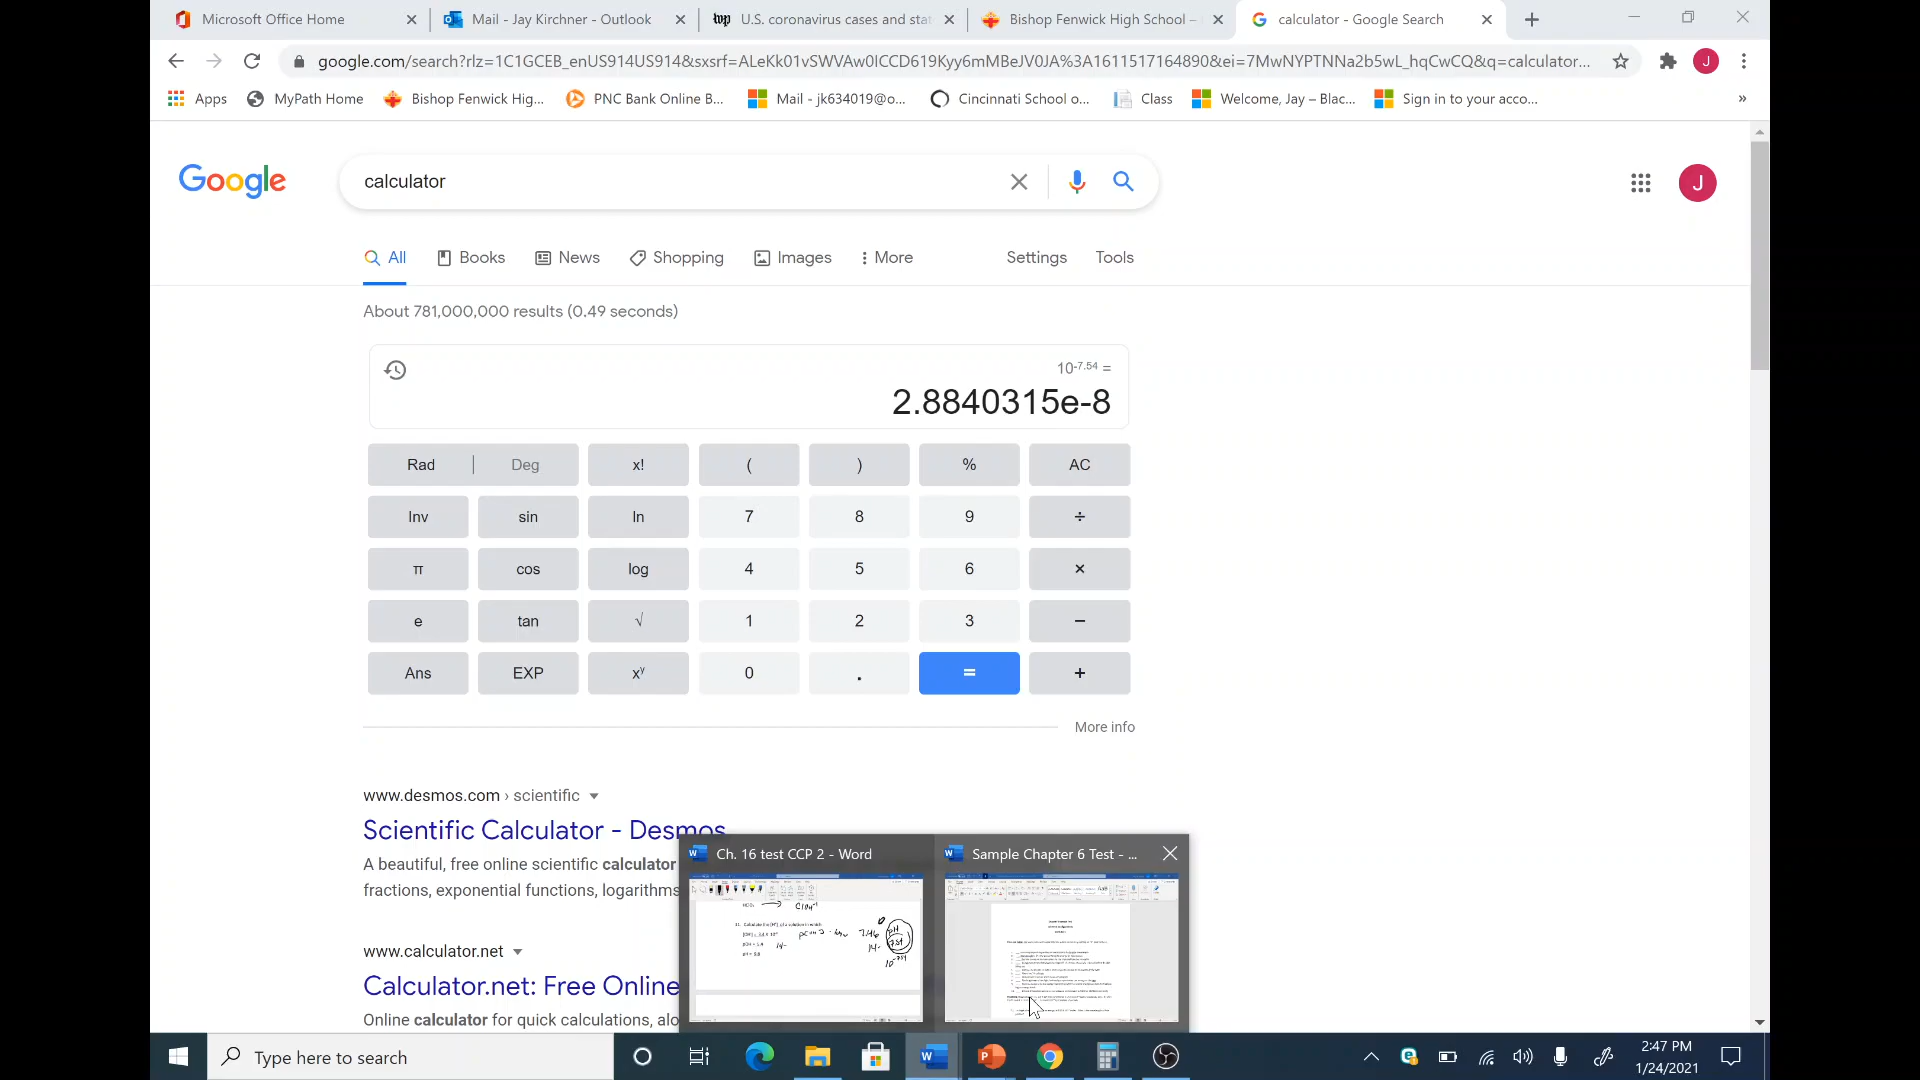 Microsoft Office Home
Mail - Jay Kirchner - Outlook
U.S. coronavirus cases and stat
Bishop Fenwick High School –
calculator - Google Search
google.com/search?rlz=1C1GCEB_enUS914US914&sxsrf=ALeKk01vSWVAw0ICCD619Kyy6mMBeJV0JA%3A1611517164890&ei=7MwNYPTNNa2b5wL_hqCwCQ&q=calculator...
J
Apps
MyPath Home
Bishop Fenwick Hig...
PNC Bank Online B...
Mail - jk634019@o...
Cincinnati School o...
Class
Welcome, Jay – Blac...
Sign in to your acco...
»
Google
calculator
J
All
Books
News
Shopping
Images
More
Settings
Tools
About 781,000,000 results (0.49 seconds)
10-7.54 =
2.8840315e-8
Rad | Deg x! ( ) % AC
Inv sin ln 7 8 9 ÷
π cos log 4 5 6 ×
e tan √ 1 2 3 −
Ans EXP xy 0 . = +
More info
www.desmos.com › scientific
Scientific Calculator - Desmos
A beautiful, free online scientific calculator
fractions, exponential functions, logarithms
www.calculator.net
Calculator.net: Free Online
Online calculator for quick calculations, alo
Ch. 16 test CCP 2 - Word
Sample Chapter 6 Test - ...
Type here to search
2:47 PM
1/24/2021